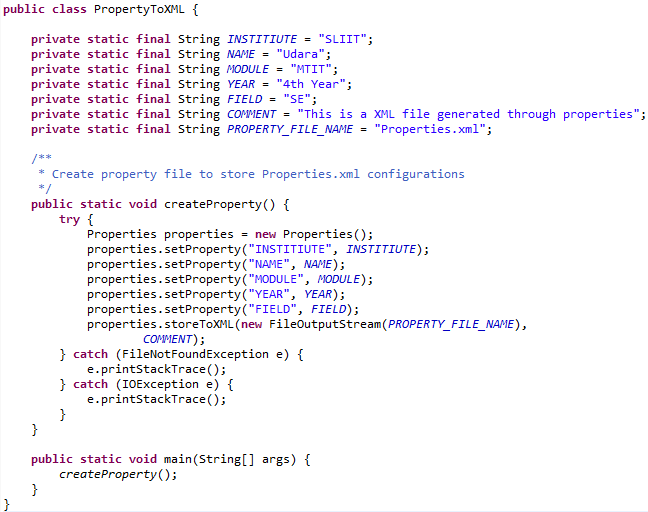 public class PropertyToXML {
private static final String INSTITIUTE = "SLIIT";
private static final String NAME = "Udara";
private static final String MODULE = "MTIT";
private static final String YEAR = "4th Year";
private static final String FIELD = "SE";
private static final String COMMENT = "This is a XML file generated through properties";
private static final String PROPERTY_FILE_NAME = "Properties.xml";
/**
* Create property file to store Properties.xml configurations
*/
public static void createProperty() {
try {
Properties properties = new Properties();
properties.setProperty("INSTITIUTE", INSTITIUTE);
properties.setProperty("NAME", NAME);
properties.setProperty("MODULE", MODULE);
properties.setProperty("YEAR", YEAR);
properties.setProperty("FIELD", FIELD);
properties.storeToXML(new FileOutputStream(PROPERTY_FILE_NAME),
COMMENT);
} catch (FileNotFoundException e) {
e.printStackTrace();
} catch (IOException e) {
e.printStackTrace();
}
}
public static void main(String[] args) {
createProperty();
}
}